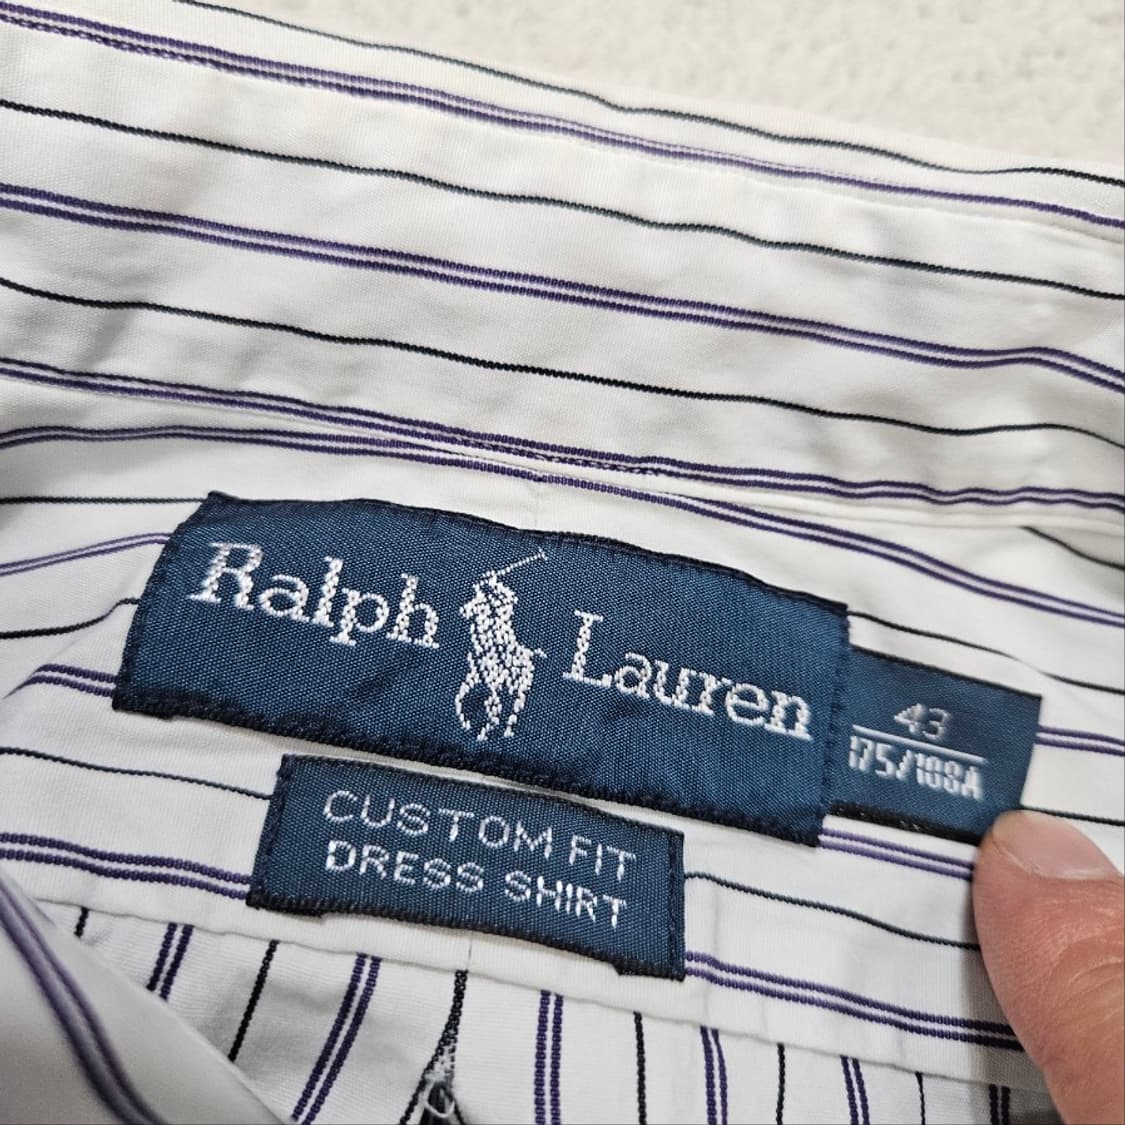 Ralph Lauren
43
175/108A
CUSTOM FIT
DRESS SHIRT